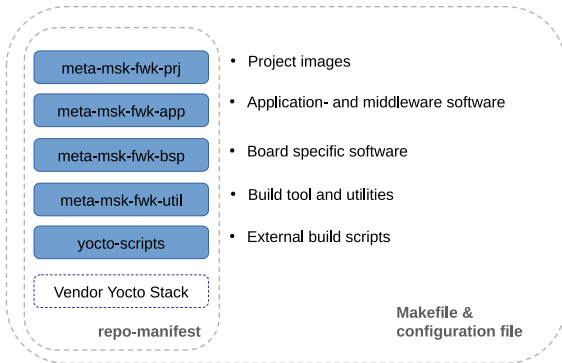 meta-msk-fwk-prj
• Project images
meta-msk-fwk-app
• Application- and middleware software
meta-msk-fwk-bsp
• Board specific software
meta-msk-fwk-util
• Build tool and utilities
yocto-scripts
• External build scripts
Vendor Yocto Stack
repo-manifest
Makefile &
configuration file